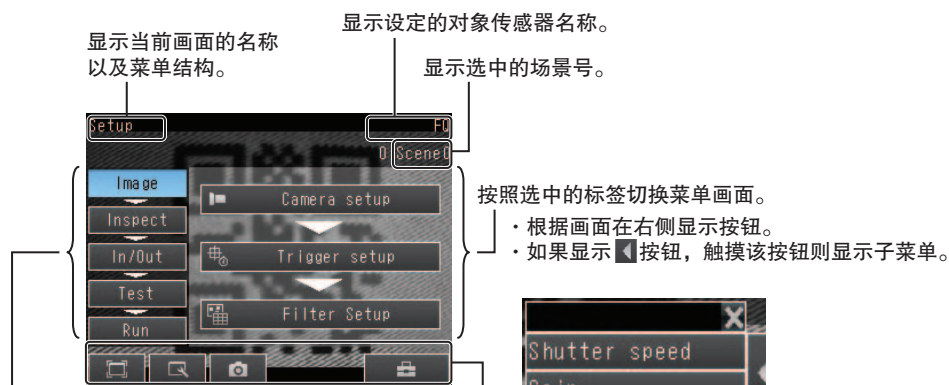 显示设定的对象传感器名称。
显示当前画面的名称
以及菜单结构。
显示选中的场景号。
Setup
FQ
0 Scene0
Image
Inspect
In/Out
Test
Run
Camera setup
Trigger setup
Filter Setup
按照选中的标签切换菜单画面。
・根据画面在右侧显示按钮。
・如果显示 按钮，触摸该按钮则显示子菜单。
Shutter speed